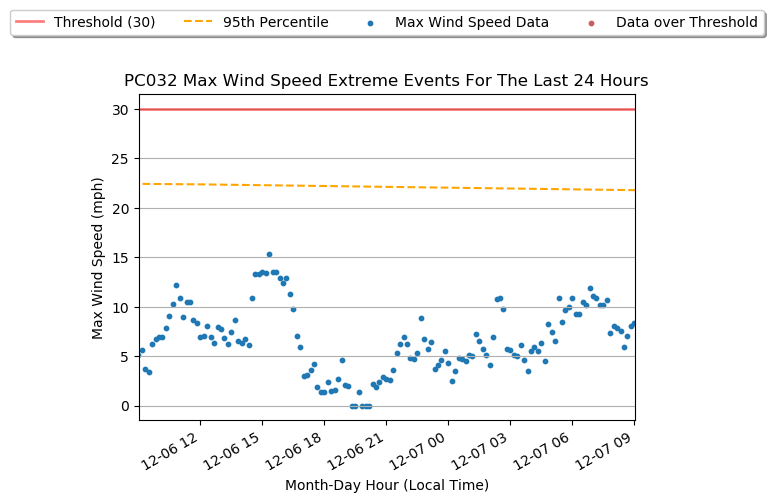 Threshold (30) 95th Percentile Max Wind Speed Data Data over Threshold
PC032 Max Wind Speed Extreme Events For The Last 24 Hours
30
25
20
15
10
5
0
Max Wind Speed (mph)
12-06 12 12-06 15 12-06 18 12-06 21 12-07 00 12-07 03 12-07 06 12-07 09
Month-Day Hour (Local Time)